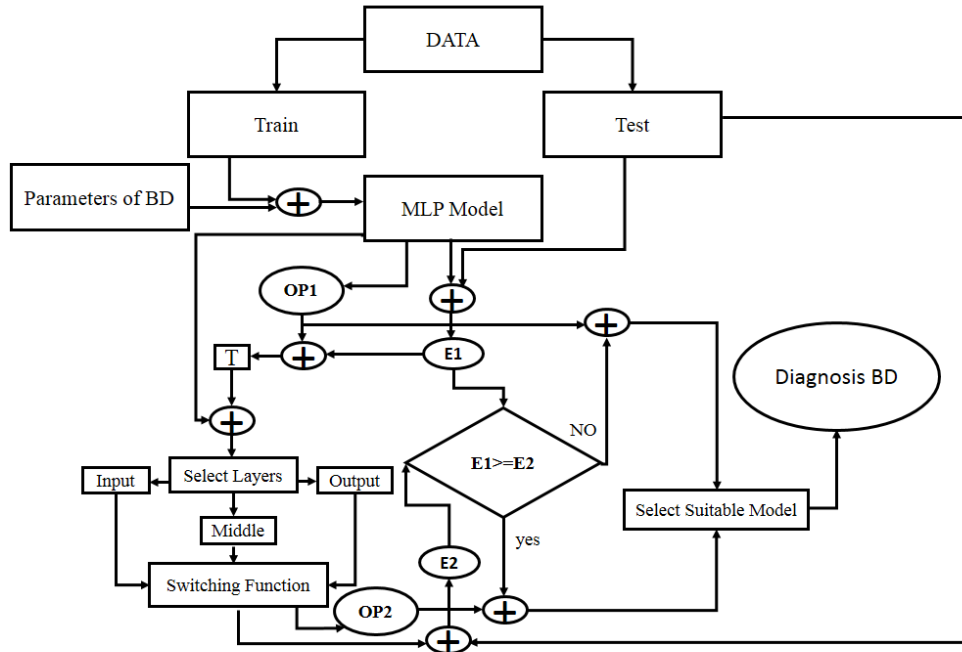 DATA
Train
Test
Parameters of BD
MLP Model
OP1
E1
T
Diagnosis BD
NO
E1>=E2
Input
Select Layers
Output
Select Suitable Model
Middle
yes
E2
Switching Function
OP2